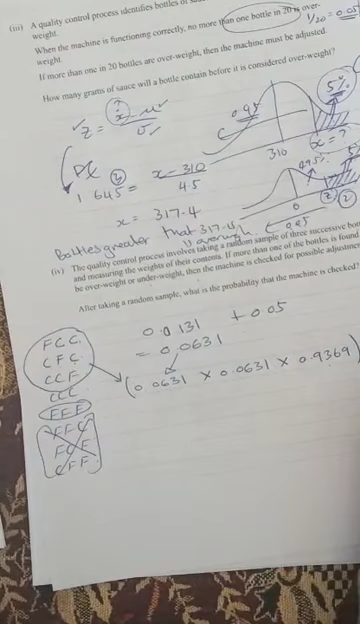 (iii) A quality control process identifies bottles of
weight.
When the machine is functioning correctly, no more than one bottle in 20 is over-
weight.
1/20 = 0.05
If more than one in 20 bottles are over-weight, then the machine must be adjusted
How many grams of sauce will a bottle contain before it is considered over-weight?
z = x - μ / σ
0.95
5%
310
x = ?
1.645 = x - 310 / 4.5
45%
0
x = 317.4
0.95
Bottles greater that 317.4
is overweigh.
(iv) The quality control process involves taking a random sample of three successive bottles
and measuring the weights of their contents. If more than one of the bottles is found
be over-weight or under-weight, then the machine is checked for possible adjustment
After taking a random sample, what is the probability that the machine is checked?
0.0131 + 0.05
= 0.0631
(0.0631 × 0.0631 × 0.9369)
FCC
CFC
CCF
CCC
FFF
FFC
FCF
CFF